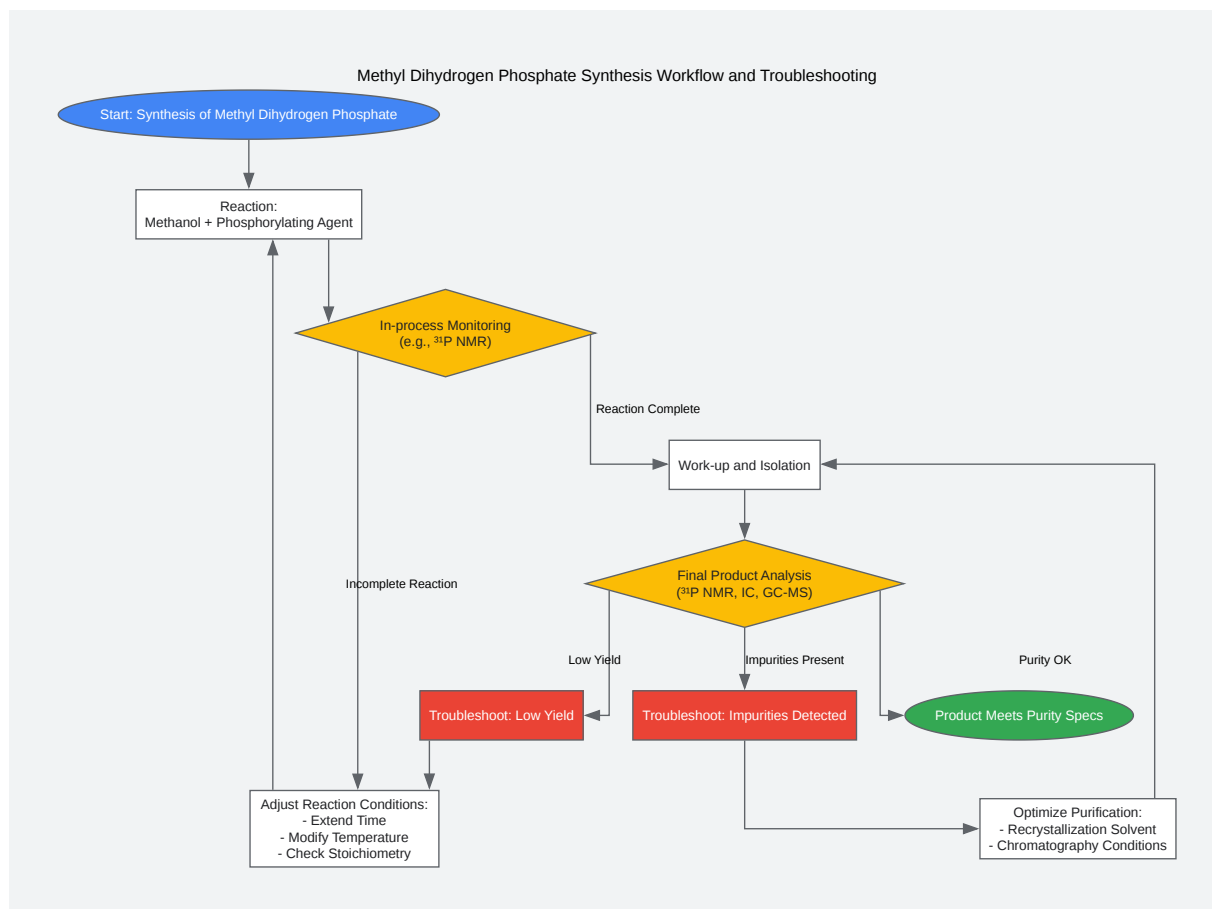 Methyl Dihydrogen Phosphate Synthesis Workflow and Troubleshooting
Start: Synthesis of Methyl Dihydrogen Phosphate
Reaction:
Methanol + Phosphorylating Agent
In-process Monitoring
(e.g., ³¹P NMR)
Reaction Complete
Work-up and Isolation
Incomplete Reaction
Final Product Analysis
(³¹P NMR, IC, GC-MS)
Low Yield
Impurities Present
Purity OK
Troubleshoot: Low Yield
Troubleshoot: Impurities Detected
Product Meets Purity Specs
Adjust Reaction Conditions:
- Extend Time
- Modify Temperature
- Check Stoichiometry
Optimize Purification:
- Recrystallization Solvent
- Chromatography Conditions